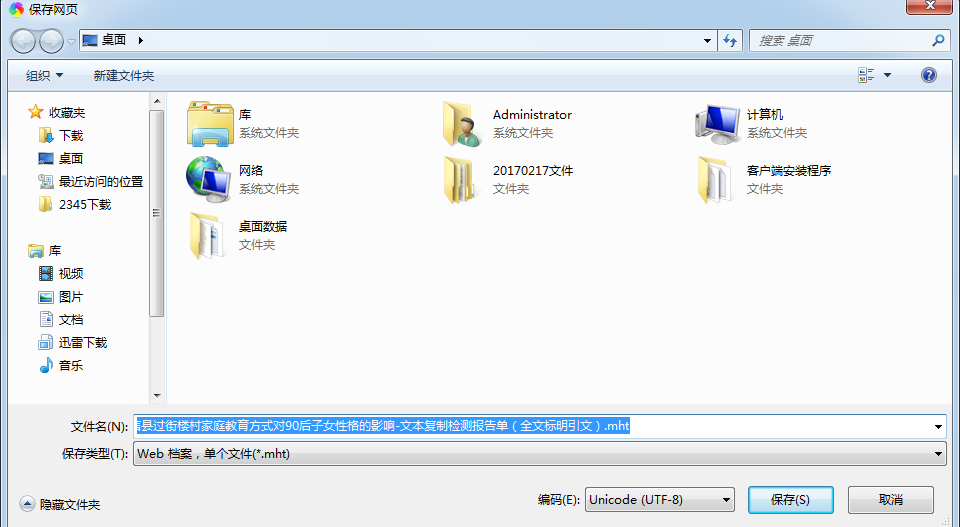 保存网页
桌面
搜索 桌面
组织 新建文件夹
收藏夹
下载
桌面
最近访问的位置
2345下载
库
视频
图片
文档
迅雷下载
音乐
库
系统文件夹
Administrator
系统文件夹
计算机
系统文件夹
网络
系统文件夹
20170217文件
文件夹
客户端安装程序
文件夹
桌面数据
文件夹
文件名(N): 县过街楼村家庭教育方式对90后子女性格的影响-文本复制检测报告单（全文标明引文）.mht
保存类型(T): Web 档案，单个文件(*.mht)
隐藏文件夹 编码(E): Unicode (UTF-8) 保存(S) 取消